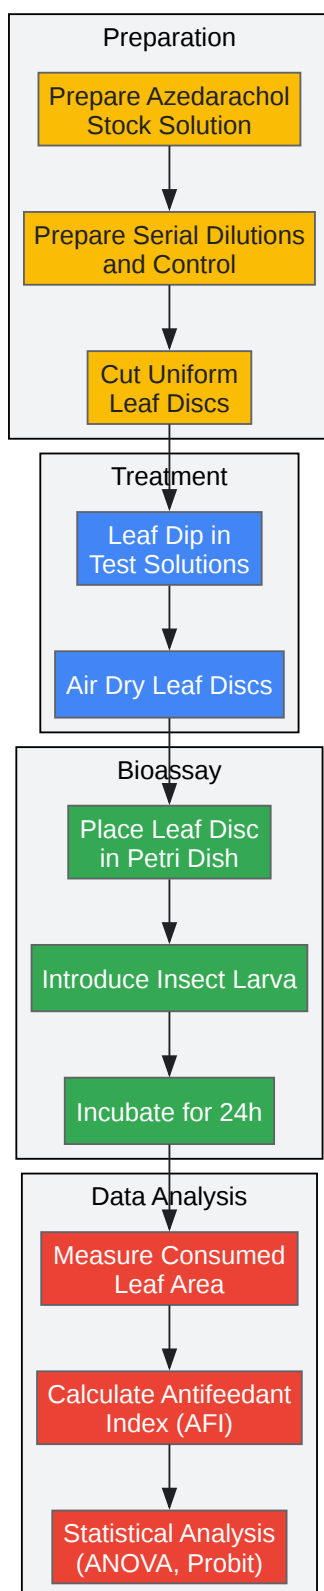 Preparation
Prepare Azedarachol
Stock Solution
Prepare Serial Dilutions
and Control
Cut Uniform
Leaf Discs
Treatment
Leaf Dip in
Test Solutions
Air Dry Leaf Discs
Bioassay
Place Leaf Disc
in Petri Dish
Introduce Insect Larva
Incubate for 24h
Data Analysis
Measure Consumed
Leaf Area
Calculate Antifeedant
Index (AFI)
Statistical Analysis
(ANOVA, Probit)